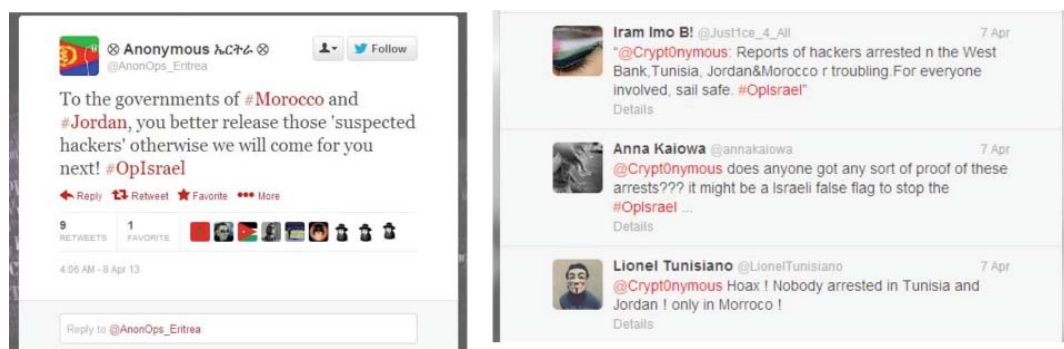 ⊗ Anonymous ኤርትራ ⊗
@AnonOps_Eritrea
Follow
To the governments of #Morocco and
#Jordan, you better release those 'suspected
hackers' otherwise we will come for you
next! #OpIsrael
Reply Retweet Favorite More
9 RETWEETS 1 FAVORITE
4:06 AM - 8 Apr 13
Reply to @AnonOps_Eritrea
Iram Imo B! @Just1ce_4_All 7 Apr
"@Crypt0nymous: Reports of hackers arrested n the West
Bank,Tunisia, Jordan&Morocco r troubling.For everyone
involved, sail safe. #OpIsrael"
Details
Anna Kaiowa @annakaiowa 7 Apr
@Crypt0nymous does anyone got any sort of proof of these
arrests??? it might be a Israeli false flag to stop the
#OpIsrael ...
Details
Lionel Tunisiano @LionelTunisiano 7 Apr
@Crypt0nymous Hoax ! Nobody arrested in Tunisia and
Jordan ! only in Morroco !
Details